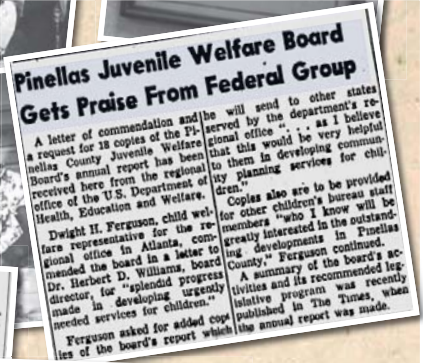 Pinellas Juvenile Welfare Board
Gets Praise From Federal Group
A letter of commendation and
a request for 18 copies of the Pi-
nellas County Juvenile Welfare
Board's annual report has been
received here from the regional
office of the U.S. Department of
Health, Education and Welfare.
Dwight H. Ferguson, child wel-
fare representative for the re-
gional office in Atlanta, com-
mended the board in a letter to
Dr. Herbert D. Williams, board
director, for "splendid progress
made in developing urgently
needed services for children."
Ferguson asked for added cop-
ies of the board's report which
he will send to other states
served by the department's re-
gional office ". . . as I believe
that this would be very helpful
to them in developing commun-
ity planning services for chil-
dren."
Copies also are to be provided
for other children's bureau staff
members "who I know will be
greatly interested in the outstand-
ing developments in Pinellas
County," Ferguson continued.
A summary of the board's ac-
tivities and its recommended leg-
islative program was recently
published in The Times, when
the annual report was made.